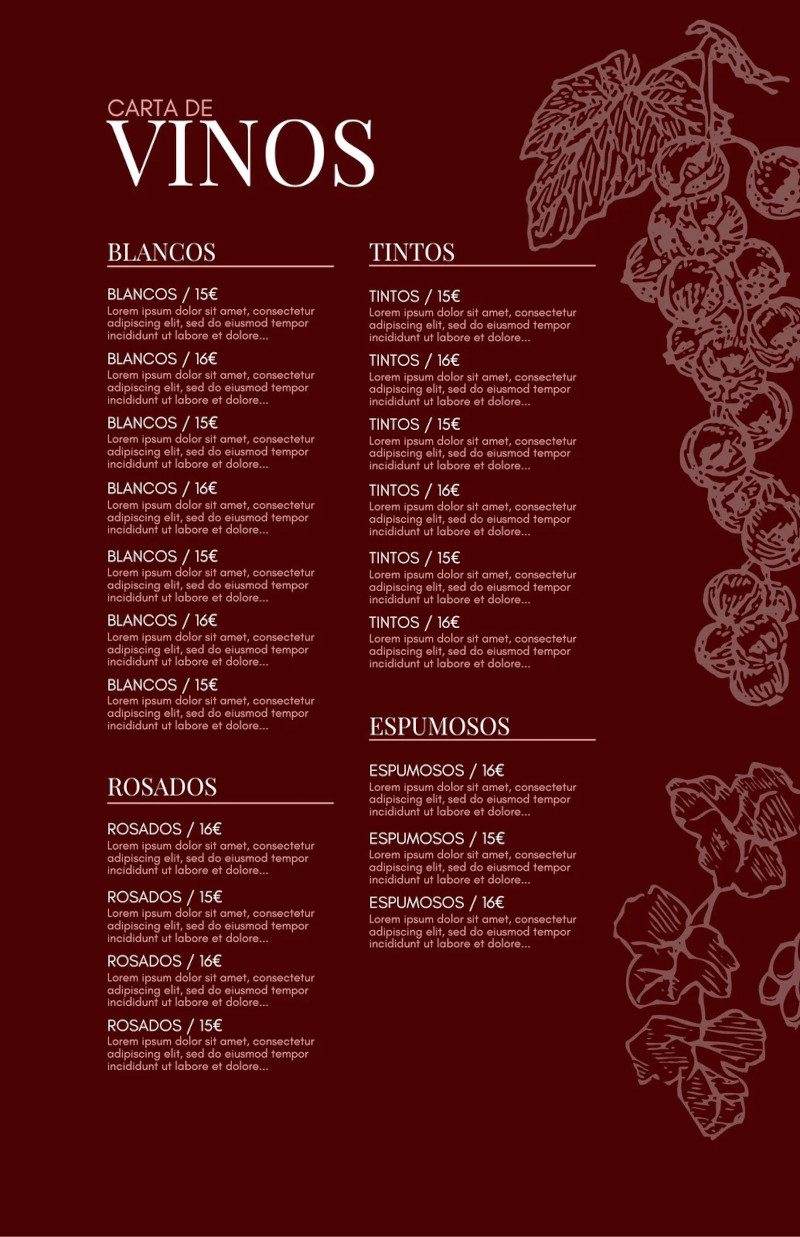 CARTA DE
VINOS
BLANCOS
BLANCOS / 15€
Lorem ipsum dolor sit amet, consectetur
adipiscing elit, sed do eiusmod tempor
incididunt ut labore et dolore...
BLANCOS / 16€
Lorem ipsum dolor sit amet, consectetur
adipiscing elit, sed do eiusmod tempor
incididunt ut labore et dolore...
BLANCOS / 15€
Lorem ipsum dolor sit amet, consectetur
adipiscing elit, sed do eiusmod tempor
incididunt ut labore et dolore...
BLANCOS / 16€
Lorem ipsum dolor sit amet, consectetur
adipiscing elit, sed do eiusmod tempor
incididunt ut labore et dolore...
BLANCOS / 15€
Lorem ipsum dolor sit amet, consectetur
adipiscing elit, sed do eiusmod tempor
incididunt ut labore et dolore...
BLANCOS / 16€
Lorem ipsum dolor sit amet, consectetur
adipiscing elit, sed do eiusmod tempor
incididunt ut labore et dolore...
BLANCOS / 15€
Lorem ipsum dolor sit amet, consectetur
adipiscing elit, sed do eiusmod tempor
incididunt ut labore et dolore...
ROSADOS
ROSADOS / 16€
Lorem ipsum dolor sit amet, consectetur
adipiscing elit, sed do eiusmod tempor
incididunt ut labore et dolore...
ROSADOS / 15€
Lorem ipsum dolor sit amet, consectetur
adipiscing elit, sed do eiusmod tempor
incididunt ut labore et dolore...
ROSADOS / 16€
Lorem ipsum dolor sit amet, consectetur
adipiscing elit, sed do eiusmod tempor
incididunt ut labore et dolore...
ROSADOS / 15€
Lorem ipsum dolor sit amet, consectetur
adipiscing elit, sed do eiusmod tempor
incididunt ut labore et dolore...
TINTOS
TINTOS / 15€
Lorem ipsum dolor sit amet, consectetur
adipiscing elit, sed do eiusmod tempor
incididunt ut labore et dolore...
TINTOS / 16€
Lorem ipsum dolor sit amet, consectetur
adipiscing elit, sed do eiusmod tempor
incididunt ut labore et dolore...
TINTOS / 15€
Lorem ipsum dolor sit amet, consectetur
adipiscing elit, sed do eiusmod tempor
incididunt ut labore et dolore...
TINTOS / 16€
Lorem ipsum dolor sit amet, consectetur
adipiscing elit, sed do eiusmod tempor
incididunt ut labore et dolore...
TINTOS / 15€
Lorem ipsum dolor sit amet, consectetur
adipiscing elit, sed do eiusmod tempor
incididunt ut labore et dolore...
TINTOS / 16€
Lorem ipsum dolor sit amet, consectetur
adipiscing elit, sed do eiusmod tempor
incididunt ut labore et dolore...
ESPUMOSOS
ESPUMOSOS / 16€
Lorem ipsum dolor sit amet, consectetur
adipiscing elit, sed do eiusmod tempor
incididunt ut labore et dolore...
ESPUMOSOS / 15€
Lorem ipsum dolor sit amet, consectetur
adipiscing elit, sed do eiusmod tempor
incididunt ut labore et dolore...
ESPUMOSOS / 16€
Lorem ipsum dolor sit amet, consectetur
adipiscing elit, sed do eiusmod tempor
incididunt ut labore et dolore...